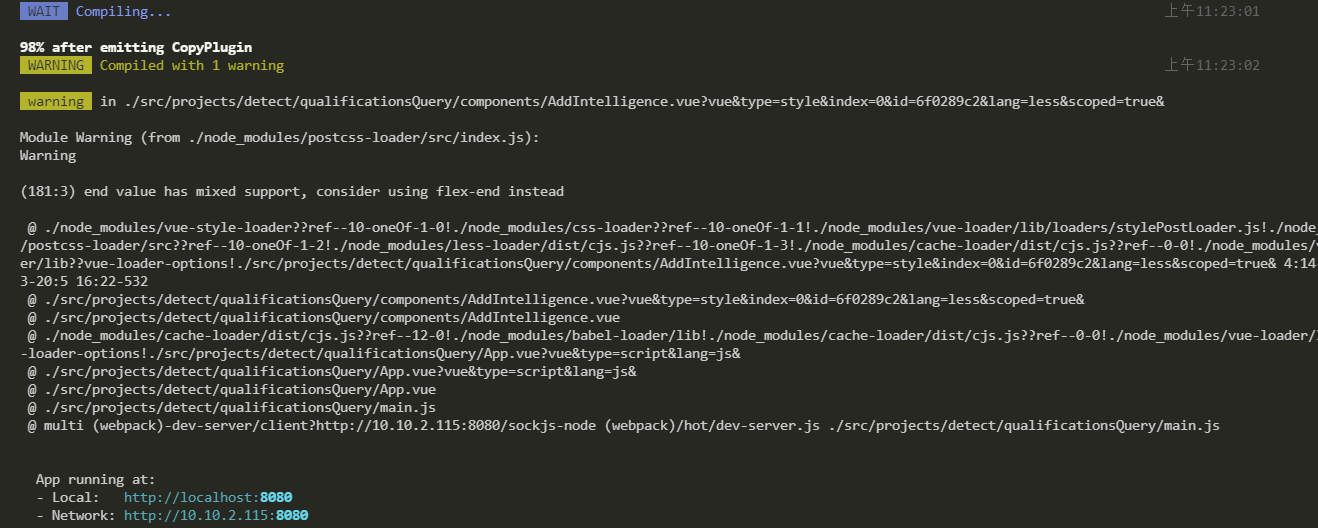 WAIT Compiling... 上午11:23:01
98% after emitting CopyPlugin
WARNING Compiled with 1 warning 上午11:23:02
warning in ./src/projects/detect/qualificationsQuery/components/AddIntelligence.vue?vue&type=style&index=0&id=6f0289c2&lang=less&scoped=true&
Module Warning (from ./node_modules/postcss-loader/src/index.js):
Warning
(181:3) end value has mixed support, consider using flex-end instead
@ ./node_modules/vue-style-loader??ref--10-oneOf-1-0!./node_modules/css-loader??ref--10-oneOf-1-1!./node_modules/vue-loader/lib/loaders/stylePostLoader.js!./node_
/postcss-loader/src??ref--10-oneOf-1-2!./node_modules/less-loader/dist/cjs.js??ref--10-oneOf-1-3!./node_modules/cache-loader/dist/cjs.js??ref--0-0!./node_modules/
er/lib??vue-loader-options!./src/projects/detect/qualificationsQuery/components/AddIntelligence.vue?vue&type=style&index=0&id=6f0289c2&lang=less&scoped=true& 4:14
3-20:5 16:22-532
@ ./src/projects/detect/qualificationsQuery/components/AddIntelligence.vue?vue&type=style&index=0&id=6f0289c2&lang=less&scoped=true&
@ ./src/projects/detect/qualificationsQuery/components/AddIntelligence.vue
@ ./node_modules/cache-loader/dist/cjs.js??ref--12-0!./node_modules/babel-loader/lib!./node_modules/cache-loader/dist/cjs.js??ref--0-0!./node_modules/vue-loader/
-loader-options!./src/projects/detect/qualificationsQuery/App.vue?vue&type=script&lang=js&
@ ./src/projects/detect/qualificationsQuery/App.vue?vue&type=script&lang=js&
@ ./src/projects/detect/qualificationsQuery/App.vue
@ ./src/projects/detect/qualificationsQuery/main.js
@ multi (webpack)-dev-server/client?http://10.10.2.115:8080/sockjs-node (webpack)/hot/dev-server.js ./src/projects/detect/qualificationsQuery/main.js
App running at:
- Local: http://localhost:8080
- Network: http://10.10.2.115:8080